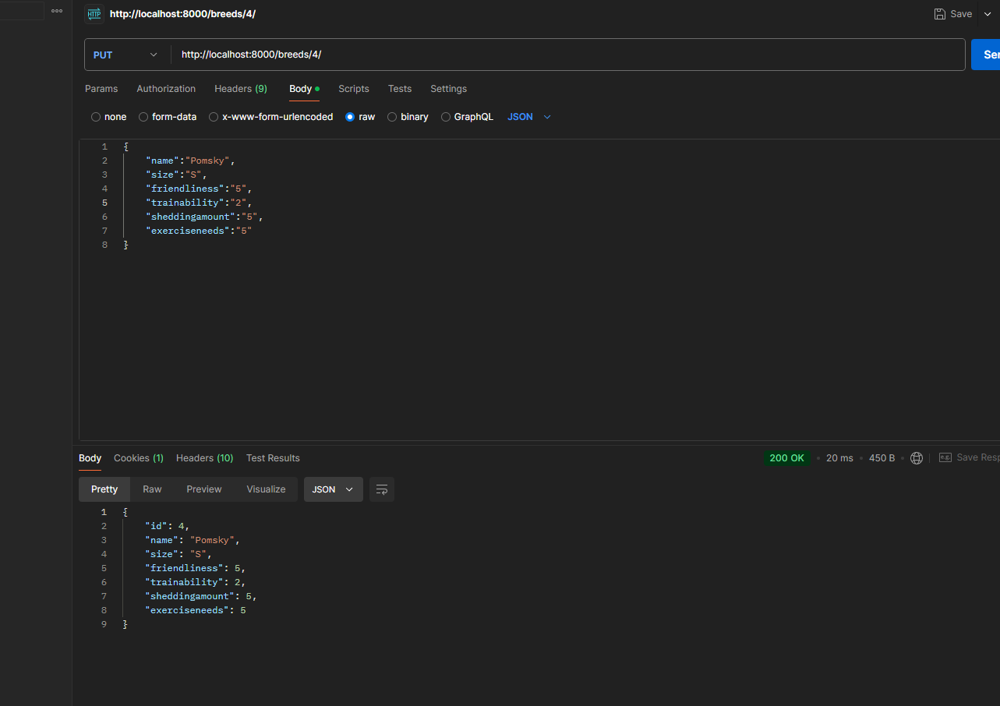 http://localhost:8000/breeds/4/
Save
PUT
http://localhost:8000/breeds/4/
Params Authorization Headers (9) Body Scripts Tests Settings
none form-data x-www-form-urlencoded raw binary GraphQL JSON
1 {
2 "name":"Pomsky",
3 "size":"S",
4 "friendliness":"5",
5 "trainability":"2",
6 "sheddingamount":"5",
7 "exerciseneeds":"5"
8 }
Body Cookies (1) Headers (10) Test Results 200 OK 20 ms 450 B e.g. Save
Pretty Raw Preview Visualize JSON
1 {
2 "id": 4,
3 "name": "Pomsky",
4 "size": "S",
5 "friendliness": 5,
6 "trainability": 2,
7 "sheddingamount": 5,
8 "exerciseneeds": 5
9 }